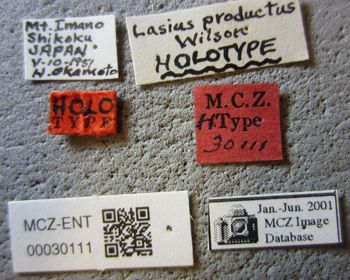 Mt. Imano
Shikoku
JAPAN
V-10-1951
H. Okamoto
Lasius productus
Wilson
HOLOTYPE
HOLO
TYPE
M.C.Z.
HType
30111
MCZ-ENT
00030111
Jan.-Jun. 2001
MCZ Image
Database